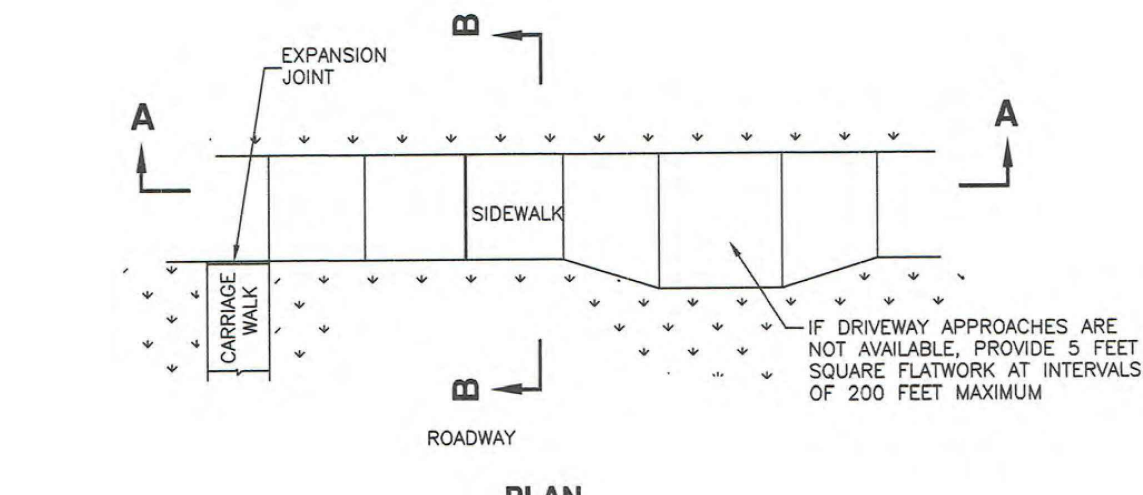 B
EXPANSION
JOINT
A
A
SIDEWALK
CARRIAGE
WALK
IF DRIVEWAY APPROACHES ARE
NOT AVAILABLE, PROVIDE 5 FEET
SQUARE FLATWORK AT INTERVALS
OF 200 FEET MAXIMUM
B
ROADWAY
PLAN